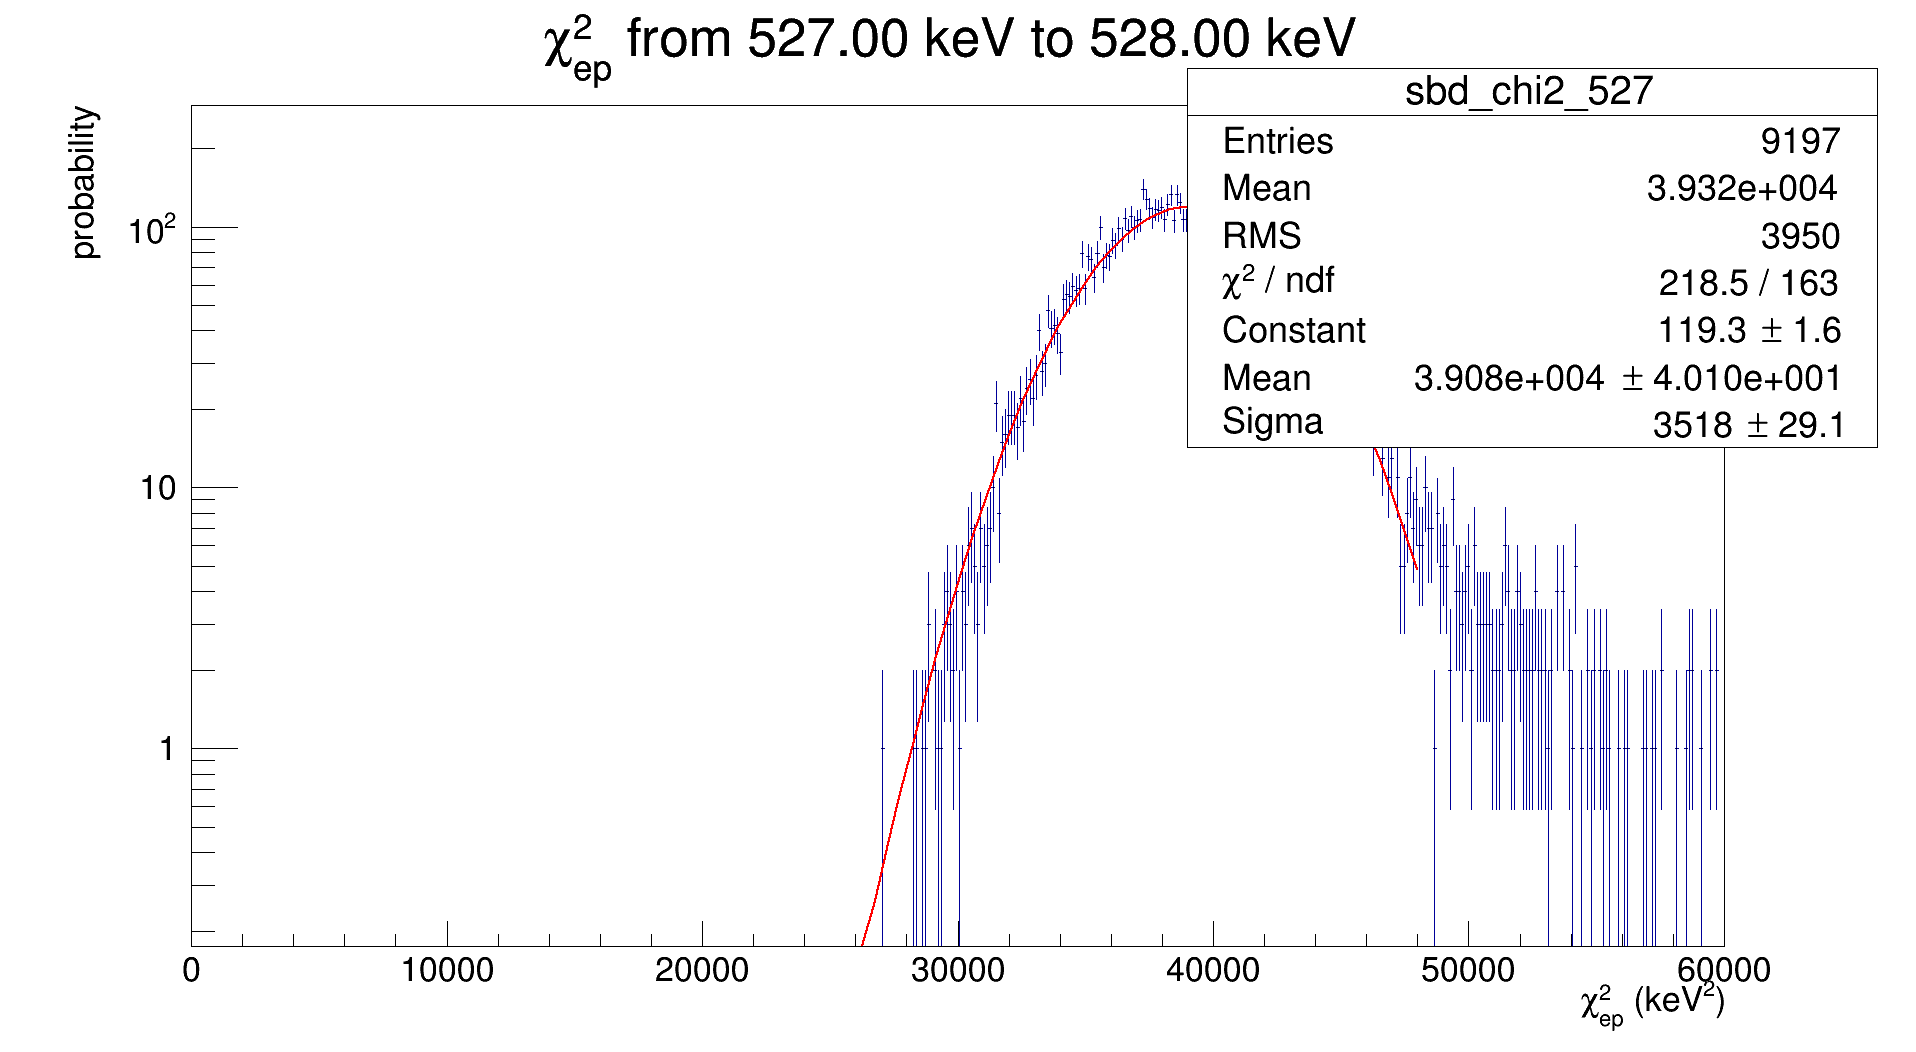 χ²ep from 527.00 keV to 528.00 keV
sbd_chi2_527
Entries 9197
Mean 3.932e+004
RMS 3950
χ² / ndf 218.5 / 163
Constant 119.3 ± 1.6
Mean 3.908e+004 ± 4.010e+001
Sigma 3518 ± 29.1
probability
10²
10
1
0 10000 20000 30000 40000 50000 60000
χ²ep (keV²)